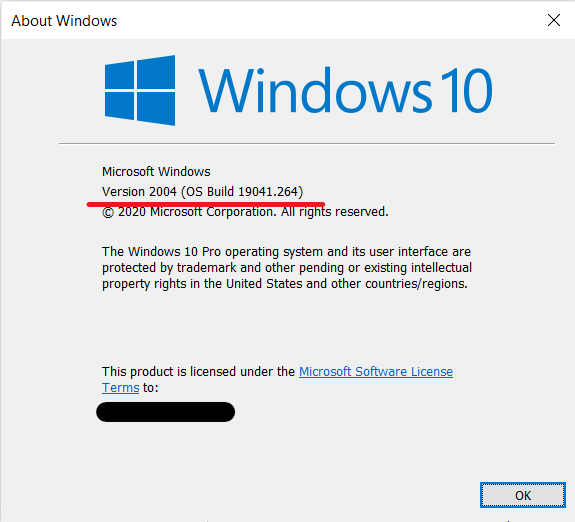 About Windows
Windows 10
Microsoft Windows
Version 2004 (OS Build 19041.264)
© 2020 Microsoft Corporation. All rights reserved.
The Windows 10 Pro operating system and its user interface are
protected by trademark and other pending or existing intellectual
property rights in the United States and other countries/regions.
This product is licensed under the Microsoft Software License
Terms to:
OK